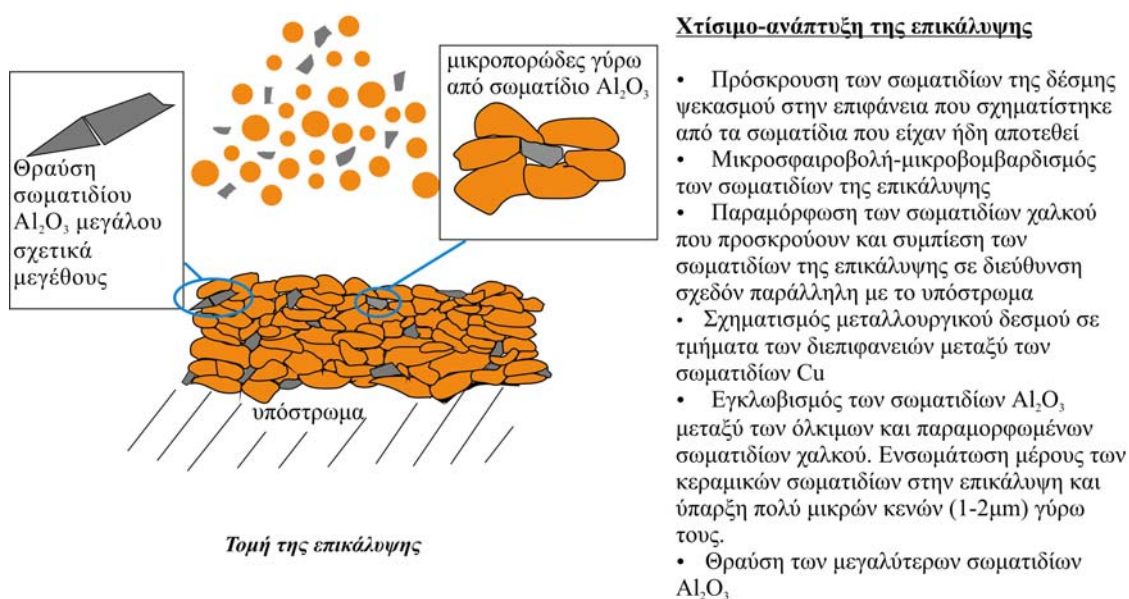 Θραύση
σωματιδίου
Al₂O₃ μεγάλου
σχετικά
μεγέθους
μικροπορώδες γύρω
από σωματίδιο Al₂O₃
υπόστρωμα
Τομή της επικάλυψης
Χτίσιμο-ανάπτυξη της επικάλυψης
• Πρόσκρουση των σωματιδίων της δέσμης
ψεκασμού στην επιφάνεια που σχηματίστηκε
από τα σωματίδια που είχαν ήδη αποτεθεί
• Μικροσφαιροβολή-μικροβομβαρδισμός
των σωματιδίων της επικάλυψης
• Παραμόρφωση των σωματιδίων χαλκού
που προσκρούουν και συμπίεση των
σωματιδίων της επικάλυψης σε διεύθυνση
σχεδόν παράλληλη με το υπόστρωμα
• Σχηματισμός μεταλλουργικού δεσμού σε
τμήματα των διεπιφανειών μεταξύ των
σωματιδίων Cu
• Εγκλωβισμός των σωματιδίων Al₂O₃
μεταξύ των όλκιμων και παραμορφωμένων
σωματιδίων χαλκού. Ενσωμάτωση μέρους των
κεραμικών σωματιδίων στην επικάλυψη και
ύπαρξη πολύ μικρών κενών (1-2μm) γύρω
τους.
• Θραύση των μεγαλύτερων σωματιδίων
Al₂O₃